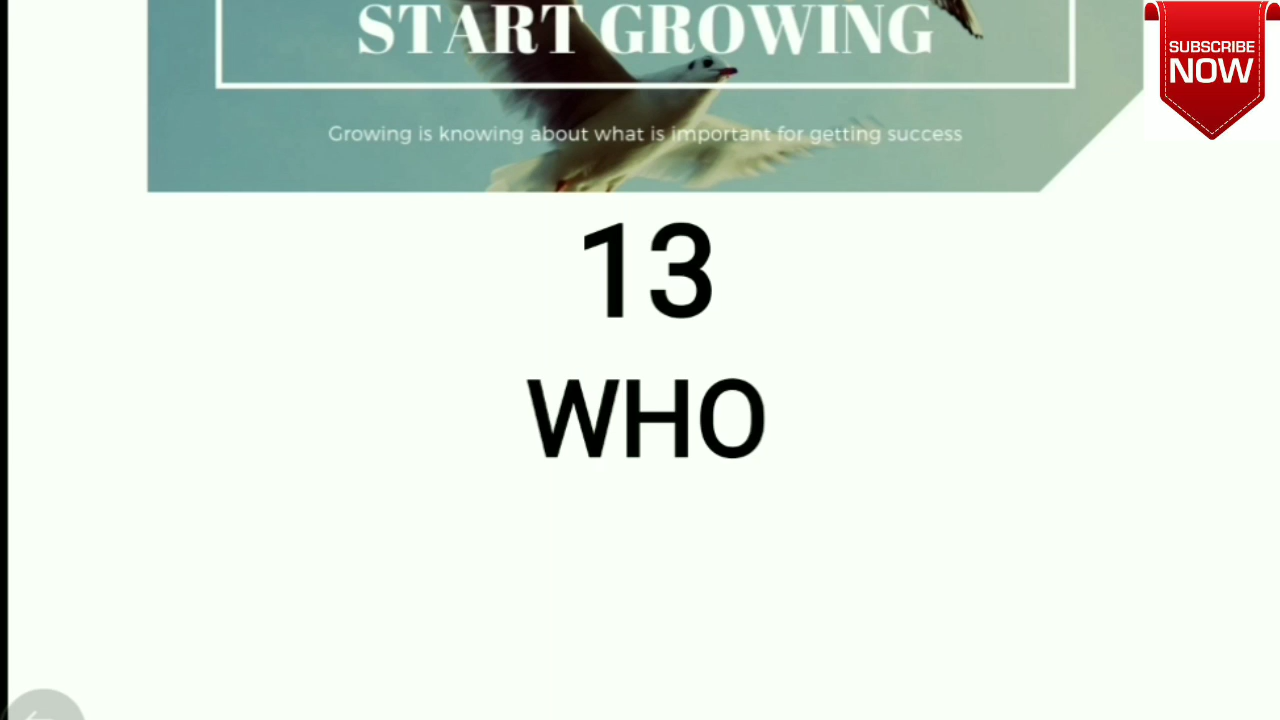 START GROWING
Growing is knowing about what is important for getting success
SUBSCRIBE
NOW
13
WHO